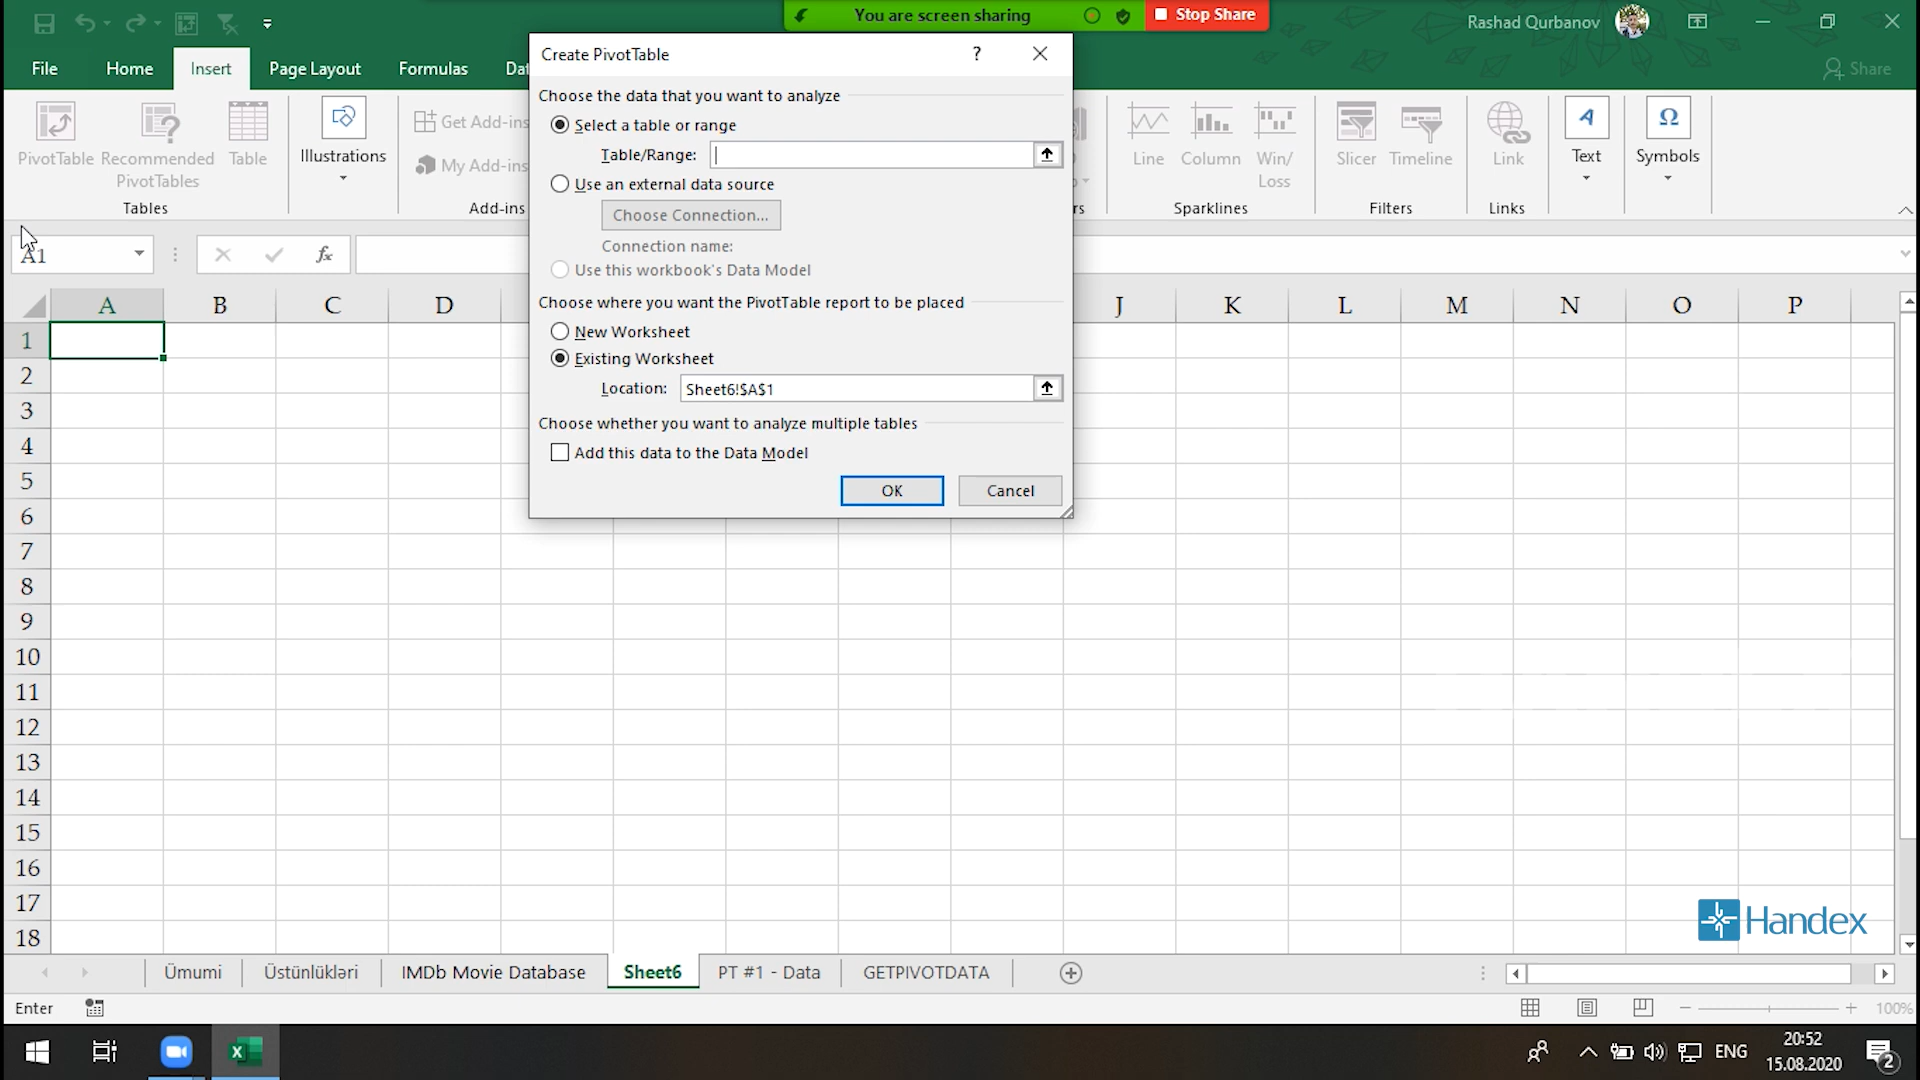 You are screen sharing
Stop Share
Rashad Qurbanov
File
Home
Insert
Page Layout
Formulas
Share
PivotTable
Recommended
PivotTables
Table
Tables
Illustrations
Get Add-ins
My Add-ins
Add-ins
Line
Column
Win/
Loss
Sparklines
Slicer
Timeline
Filters
Link
Links
Text
Symbols
Create PivotTable
?
Choose the data that you want to analyze
Select a table or range
Table/Range:
Use an external data source
Choose Connection...
Connection name:
Use this workbook's Data Model
Choose where you want the PivotTable report to be placed
New Worksheet
Existing Worksheet
Location: Sheet6!$A$1
Choose whether you want to analyze multiple tables
Add this data to the Data Model
OK
Cancel
A1
fx
A B C D J K L M N O P
1
2
3
4
5
6
7
8
9
10
11
12
13
14
15
16
17
18
Handex
Ümumi
Üstünlükləri
IMDb Movie Database
Sheet6
PT #1 - Data
GETPIVOTDATA
Enter
100%
ENG
20:52
15.08.2020
2